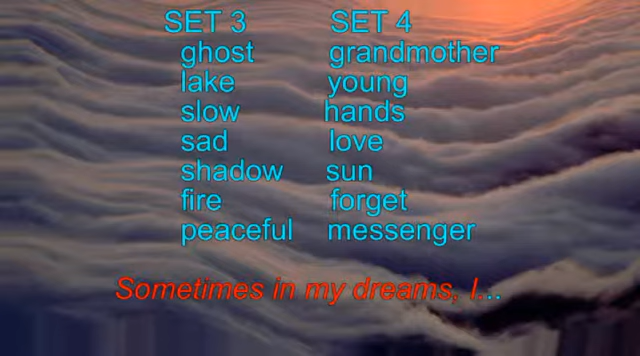 SET 3 SET 4
ghost grandmother
lake young
slow hands
sad love
shadow sun
fire forget
peaceful messenger
Sometimes in my dreams, I...